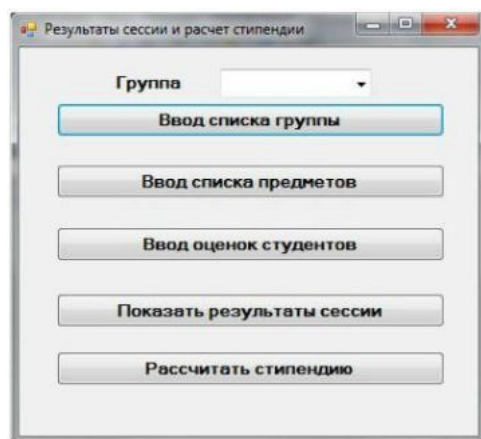 Результаты сессии и расчет стипендии
Группа
Ввод списка группы
Ввод списка предметов
Ввод оценок студентов
Показать результаты сессии
Рассчитать стипендию